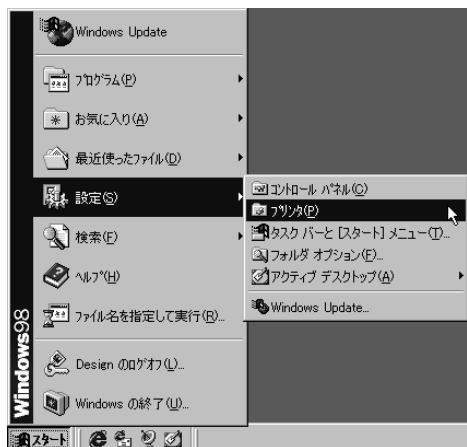 Windows Update
プログラム(P)
お気に入り(A)
最近使ったファイル(D)
設定(S)
検索(F)
ヘルプ(H)
ファイル名を指定して実行(R)...
Design のログオフ(L)...
Windows の終了(U)...
Windows98
コントロール パネル(C)
プリンタ(P)
タスク バーと [スタート] メニュー(T)...
フォルダ オプション(F)...
アクティブ デスクトップ(A)
Windows Update...
スタート